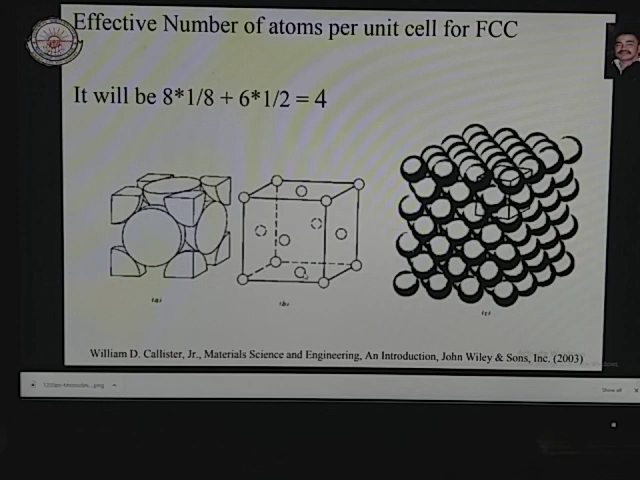 Effective Number of atoms per unit cell for FCC
It will be 8*1/8 + 6*1/2 = 4
(a)
(b)
(c)
William D. Callister, Jr., Materials Science and Engineering, An Introduction, John Wiley & Sons, Inc. (2003)
Show all